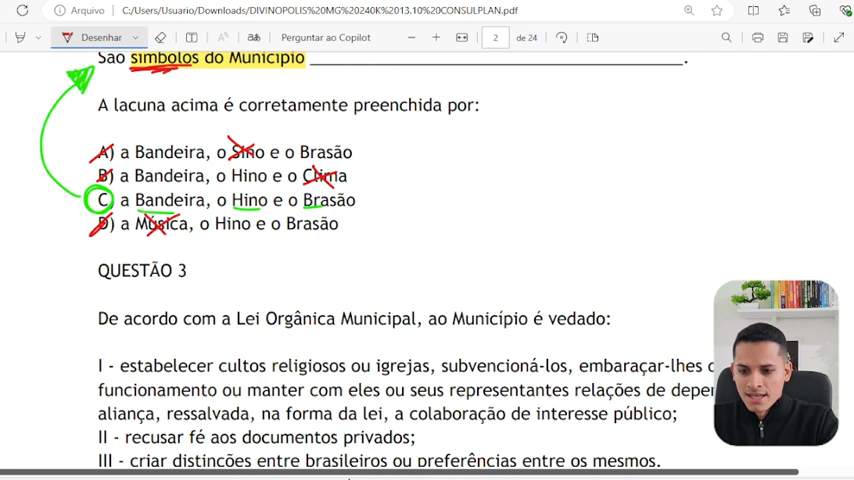 Arquivo C:/Users/Usuario/Downloads/DIVINOPOLIS%20MG%20240K%2013.10%20CONSULPLAN.pdf
Desenhar Perguntar ao Copilot 2 de 24
São símbolos do Município ________________________________________.
A lacuna acima é corretamente preenchida por:
A) a Bandeira, o Sino e o Brasão
B) a Bandeira, o Hino e o Clima
C) a Bandeira, o Hino e o Brasão
D) a Música, o Hino e o Brasão
QUESTÃO 3
De acordo com a Lei Orgânica Municipal, ao Município é vedado:
I - estabelecer cultos religiosos ou igrejas, subvencioná-los, embaraçar-lhes
funcionamento ou manter com eles ou seus representantes relações de
aliança, ressalvada, na forma da lei, a colaboração de interesse público;
II - recusar fé aos documentos privados;
III - criar distinções entre brasileiros ou preferências entre os mesmos.